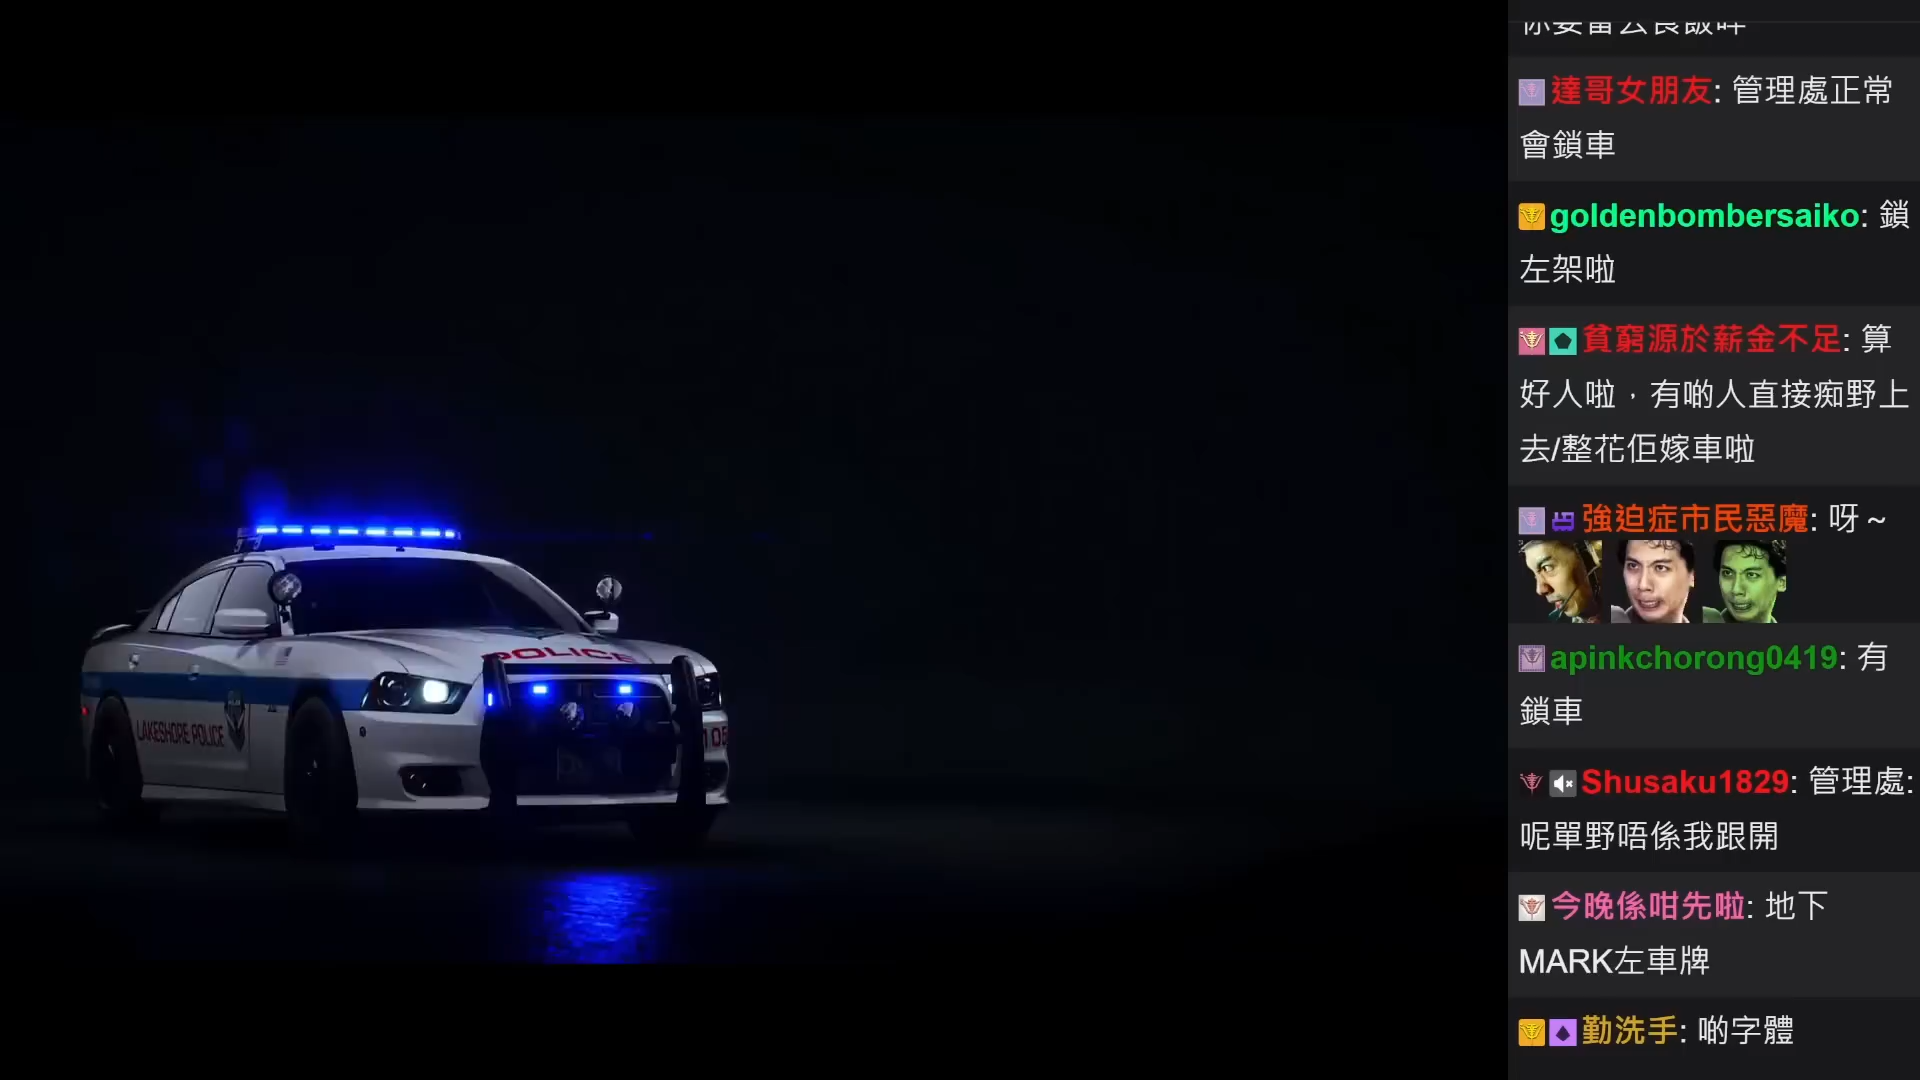 POLICE
LAKESHORE POLICE
達哥女朋友: 管理處正常
會鎖車
goldenbombersaiko: 鎖
左架啦
貧窮源於薪金不足: 算
好人啦，有啲人直接痴野上
去/整花佢嫁車啦
強迫症市民惡魔: 呀～
apinkchorong0419: 有
鎖車
Shusaku1829: 管理處:
呢單野唔係我跟開
今晚係咁先啦: 地下
MARK左車牌
勤洗手: 啲字體